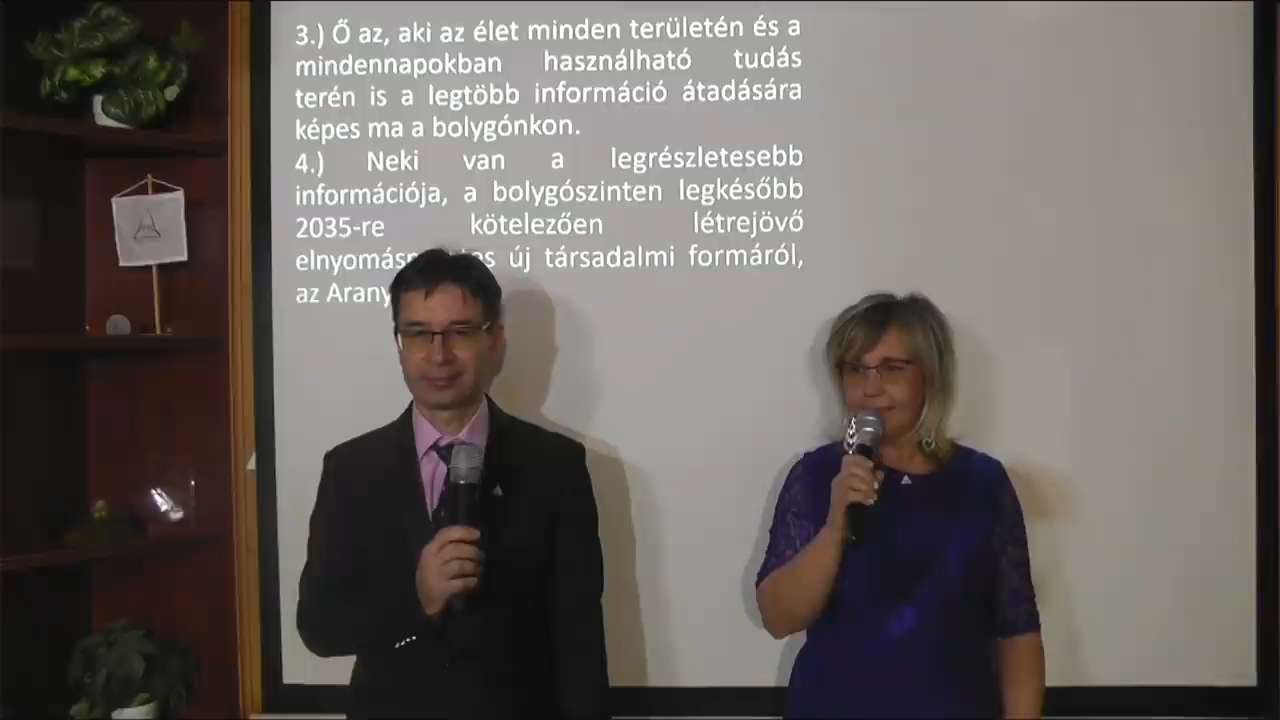 3.) Ő az, aki az élet minden területén és a
mindennapokban használható tudás
terén is a legtöbb információ átadására
képes ma a bolygónkon.
4.) Neki van a legrészletesebb
információja, a bolygószinten legkésőbb
2035-re kötelezően létrejövő
új társadalmi formáról,
az